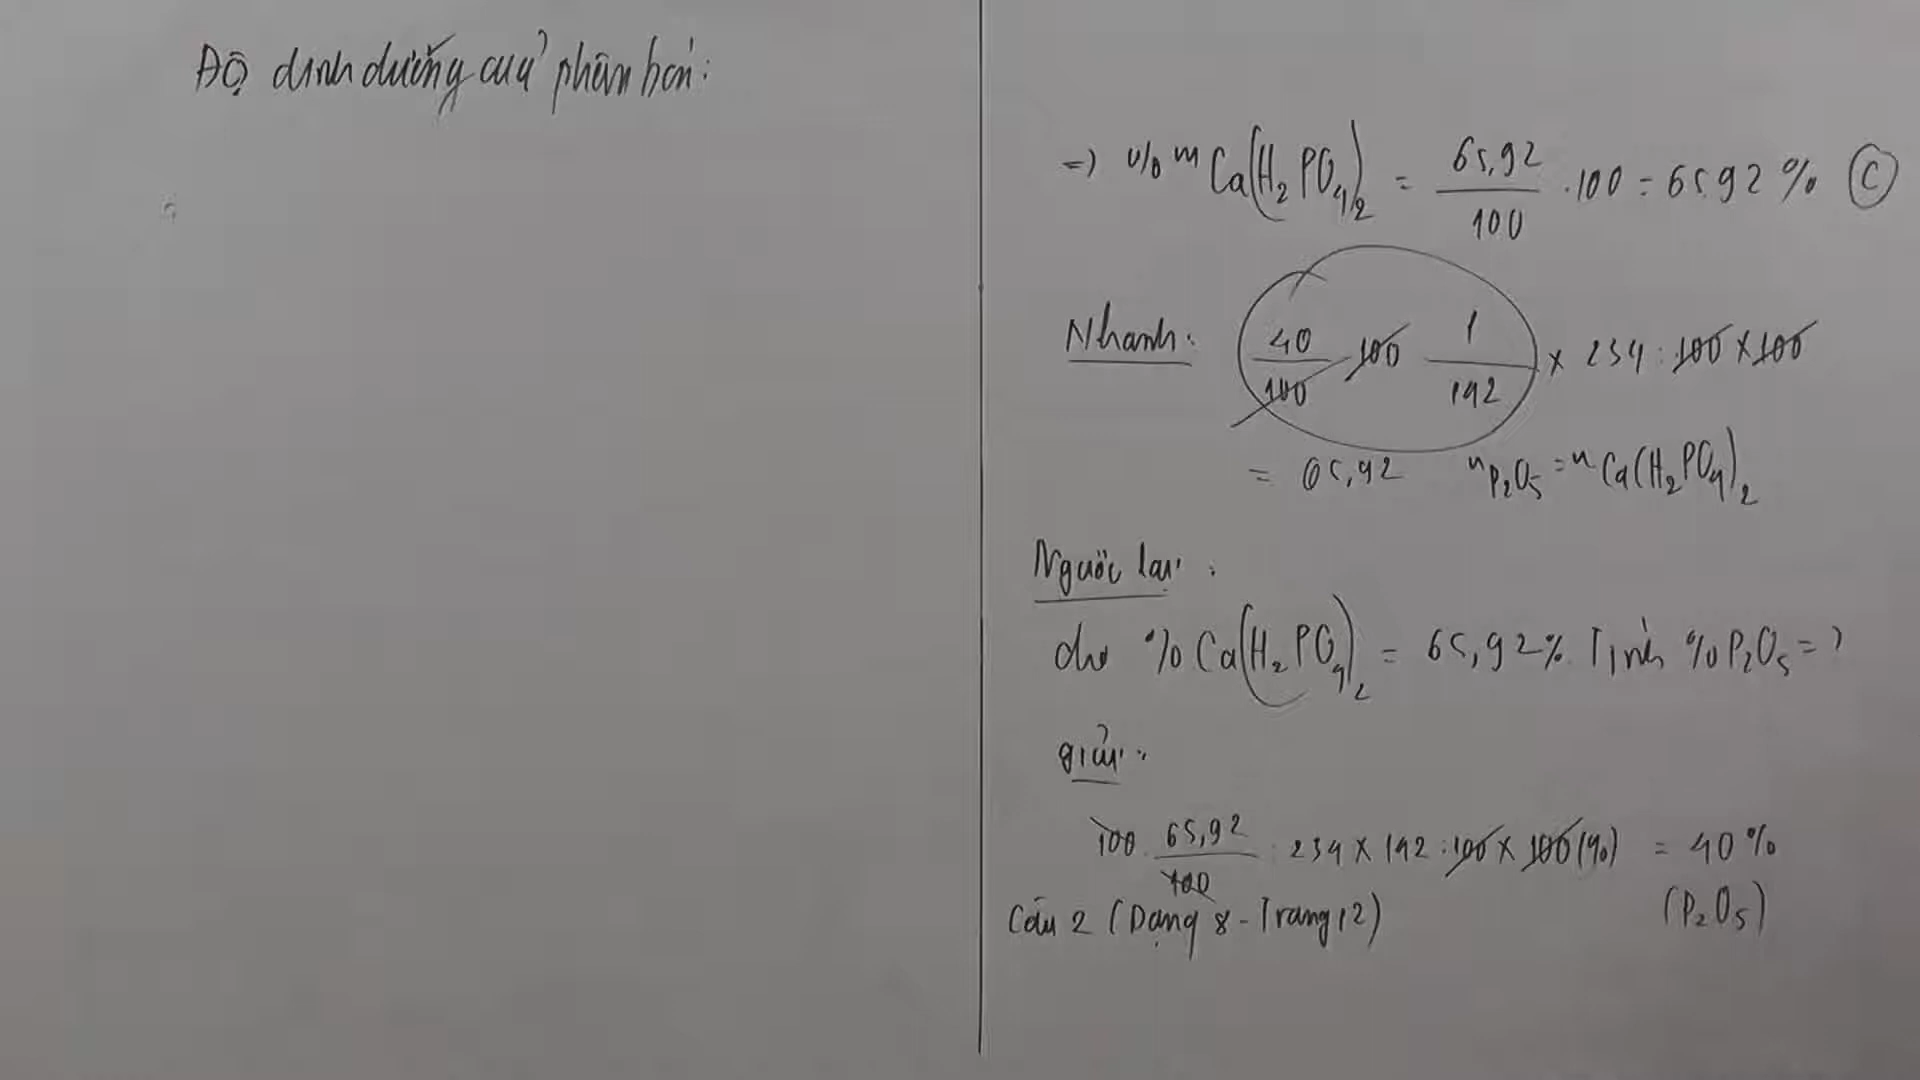 Độ dinh dưỡng của phân bón:
=> % m Ca(H₂PO₄)₂ = 65,92/100 . 100 = 65,92 % Ⓒ
Nhanh: 40/100 . 100 . 1/142 × 234 : 100 × 100
= 65,92 nP₂O₅ = nCa(H₂PO₄)₂
Ngược lại:
cho % Ca(H₂PO₄)₂ = 65,92%. Tính %P₂O₅ = ?
giải:
100 . 65,92/100 : 234 × 142 : 100 × 100 (%) = 40 %
(P₂O₅)
Câu 2 (Dạng 8 - Trang 12)